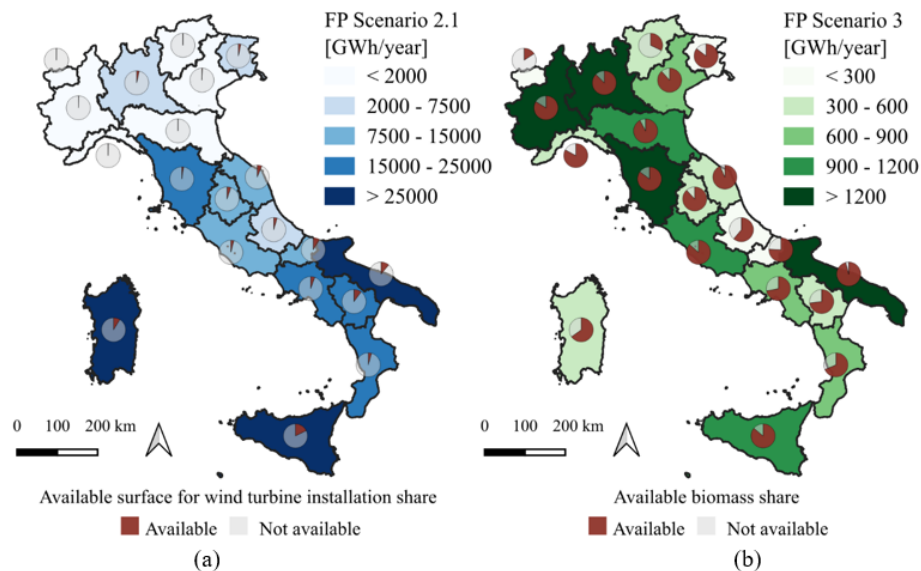 FP Scenario 2.1
[GWh/year]
< 2000
2000 - 7500
7500 - 15000
15000 - 25000
> 25000
0 100 200 km
Available surface for wind turbine installation share
Available Not available
(a)
FP Scenario 3
[GWh/year]
< 300
300 - 600
600 - 900
900 - 1200
> 1200
0 100 200 km
Available biomass share
Available Not available
(b)